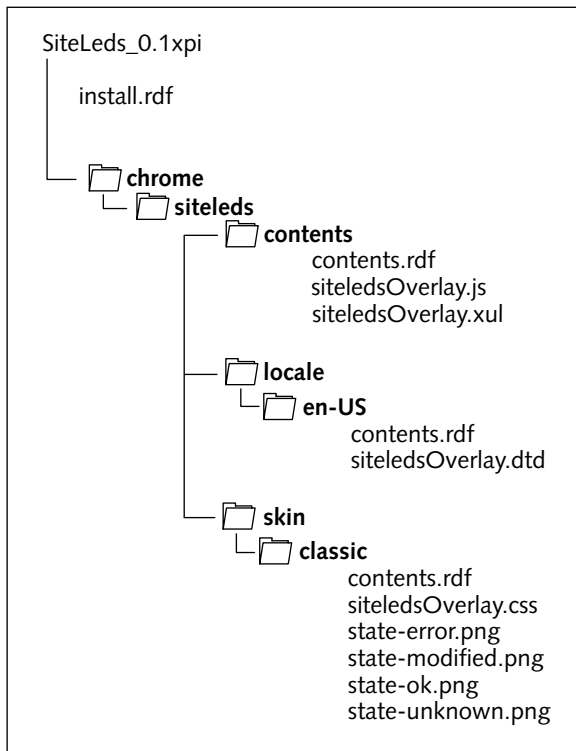 SiteLeds_0.1xpi
install.rdf
chrome
siteleds
contents
contents.rdf
siteledsOverlay.js
siteledsOverlay.xul
locale
en-US
contents.rdf
siteledsOverlay.dtd
skin
classic
contents.rdf
siteledsOverlay.css
state-error.png
state-modified.png
state-ok.png
state-unknown.png